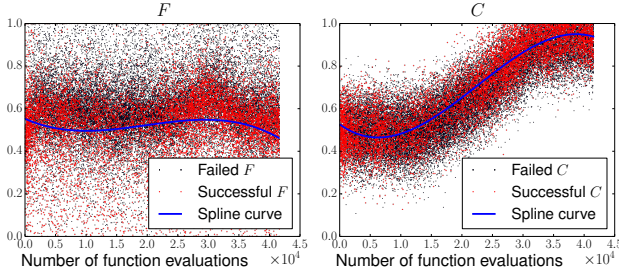 F
1.0
0.8
0.6
0.4
0.2
0.0
Failed F
Successful F
Spline curve
0.0 0.5 1.0 1.5 2.0 2.5 3.0 3.5 4.0 4.5
Number of function evaluations ×10⁴
C
1.0
0.8
0.6
0.4
0.2
0.0
Failed C
Successful C
Spline curve
0.0 0.5 1.0 1.5 2.0 2.5 3.0 3.5 4.0 4.5
Number of function evaluations ×10⁴